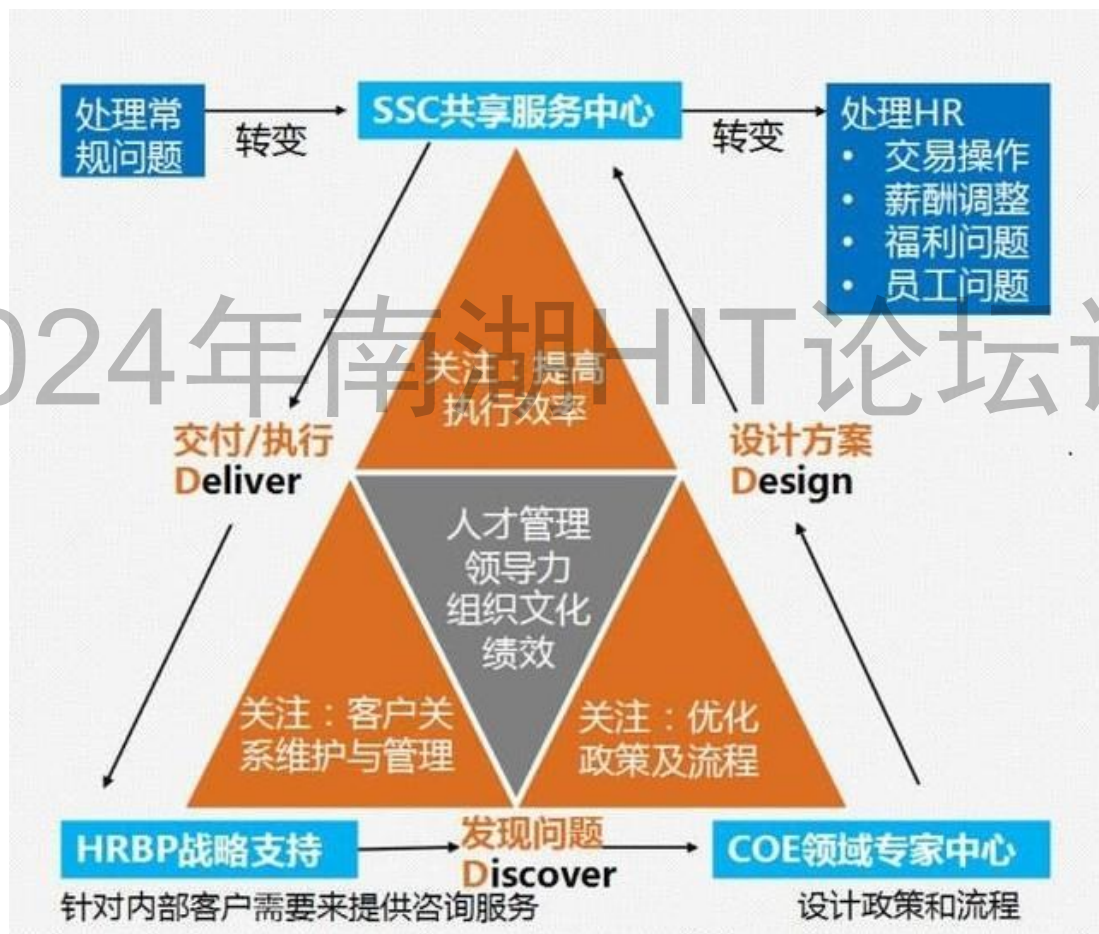 处理常
规问题
转变
SSC共享服务中心
转变
处理HR
• 交易操作
• 薪酬调整
• 福利问题
• 员工问题
024年南湖HIT论坛
关注：提高
执行效率
交付/执行
Deliver
设计方案
Design
人才管理
领导力
组织文化
绩效
关注：客户关
系维护与管理
关注：优化
政策及流程
HRBP战略支持
发现问题
Discover
COE领域专家中心
针对内部客户需要来提供咨询服务
设计政策和流程